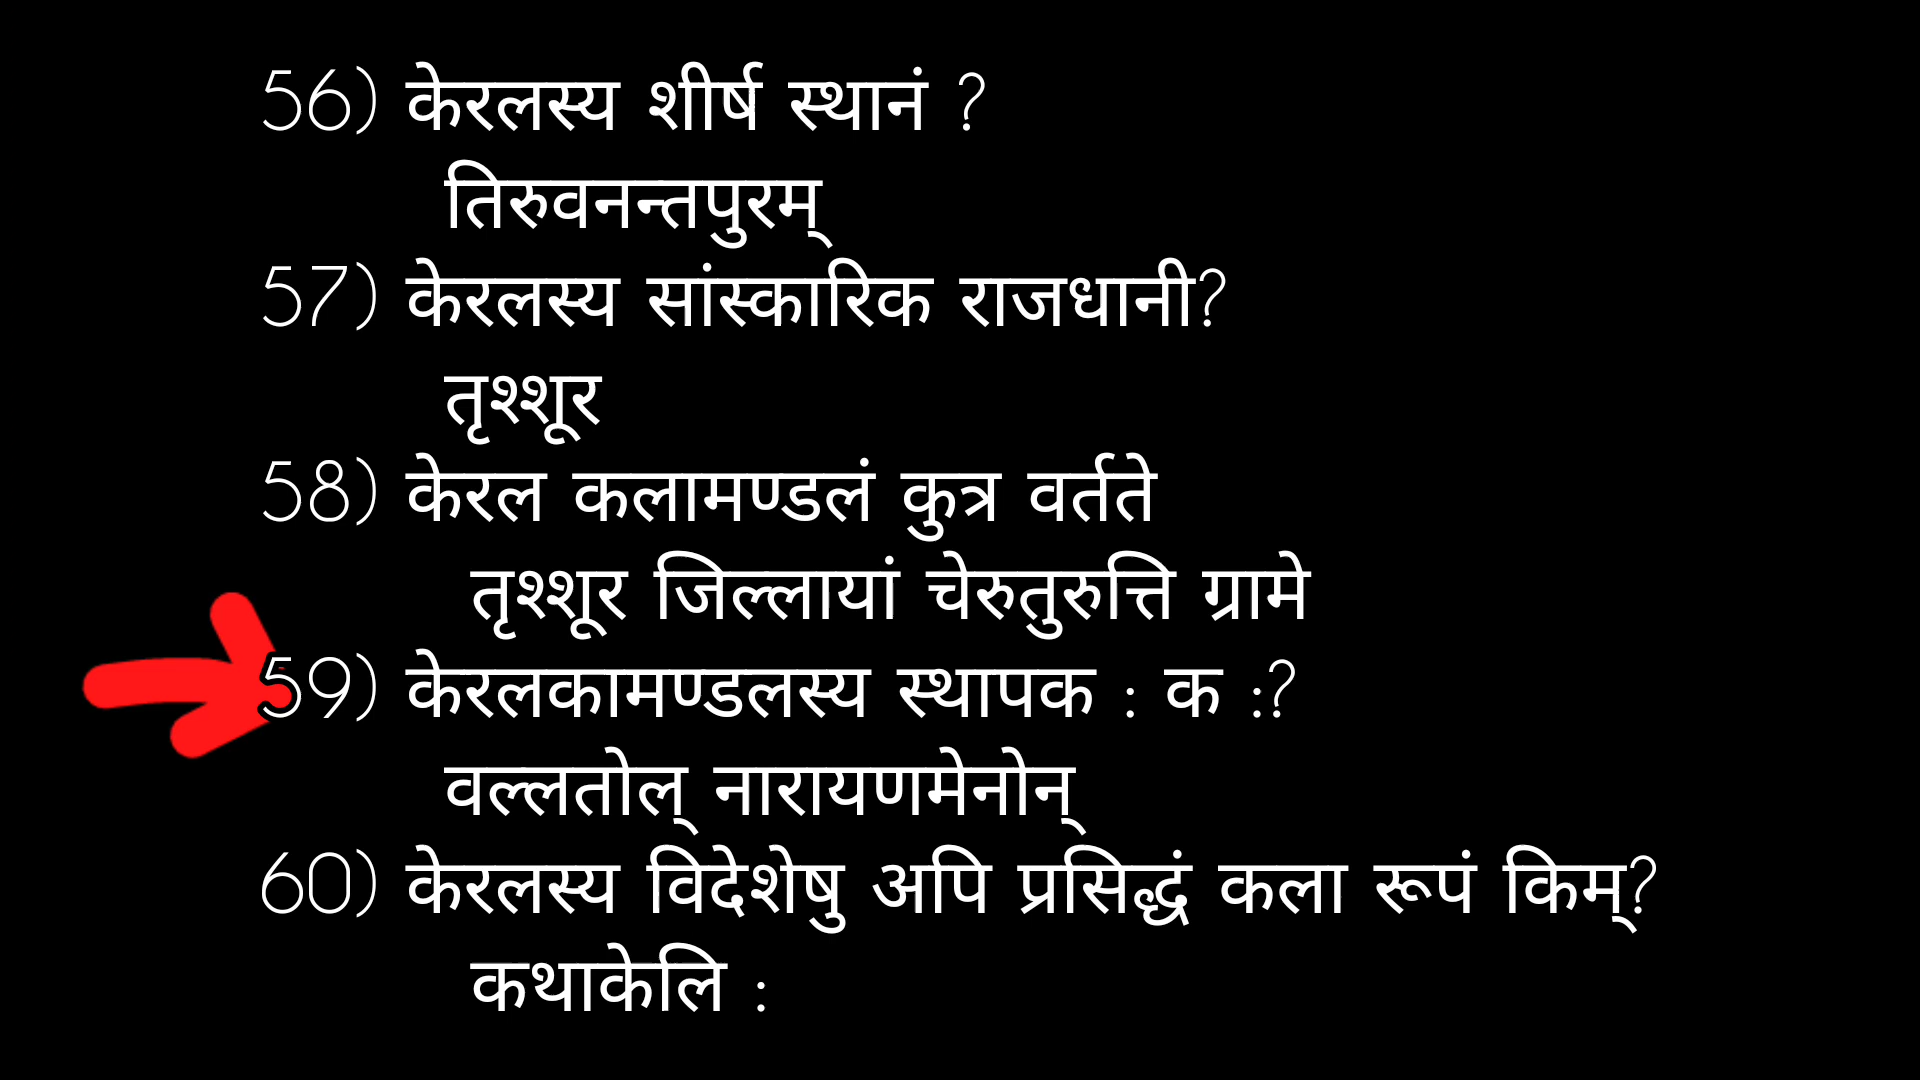 56) केरलस्य शीर्ष स्थानं ?
तिरुवनन्तपुरम्
57) केरलस्य सांस्कारिक राजधानी?
तृश्शूर
58) केरल कलामण्डलं कुत्र वर्तते
तृश्शूर जिल्लायां चेरुतुरुत्ति ग्रामे
59) केरलकामण्डलस्य स्थापक : क :?
वल्लतोल् नारायणमेनोन्
60) केरलस्य विदेशेषु अपि प्रसिद्धं कला रूपं किम्?
कथाकेलि :